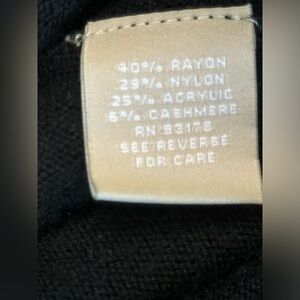 40% RAYON
29% NYLON
25% ACRYLIC
6% CASHMERE
RN 93178
SEE REVERSE
FOR CARE